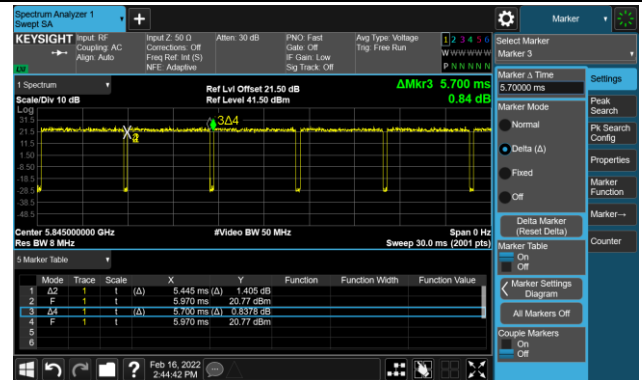 Spectrum Analyzer 1
Swept SA
Marker
KEYSIGHT Input: RF Input Z: 50 Ω Atten: 30 dB PNO: Fast Avg Type: Voltage 1 2 3 4 5 6
Coupling: AC Corrections: Off Gate: Off Trig: Free Run
Align: Auto Freq Ref: Int (S) IF Gain: Low W W W W W W
NFE: Adaptive Sig Track: Off P N N N N N
Select Marker
Marker 3
1 Spectrum
Ref Lvl Offset 21.50 dB
ΔMkr3 5.700 ms
Scale/Div 10 dB Ref Level 41.50 dBm 0.84 dB
Log
31.5
21.5
11.5
1.50
-8.50
-18.5
-28.5
-38.5
-48.5
3Δ4
Center 5.845000000 GHz #Video BW 50 MHz Span 0 Hz
Res BW 8 MHz Sweep 30.0 ms (2001 pts)
5 Marker Table
Mode Trace Scale X Y Function Function Width Function Value
1 Δ2 1 t (Δ) 5.445 ms (Δ) 1.405 dB
2 F 1 t 5.970 ms 20.77 dBm
3 Δ4 1 t (Δ) 5.700 ms (Δ) 0.8378 dB
4 F 1 t 5.970 ms 20.77 dBm
5
6
Marker Δ Time
5.70000 ms
Marker Mode
Normal
Delta (Δ)
Fixed
Off
Delta Marker
(Reset Delta)
Marker Table
On
Off
Marker Settings
Diagram
All Markers Off
Couple Markers
On
Off
Settings
Peak
Search
Pk Search
Config
Properties
Marker
Function
Marker→
Counter
Feb 16, 2022
2:44:42 PM